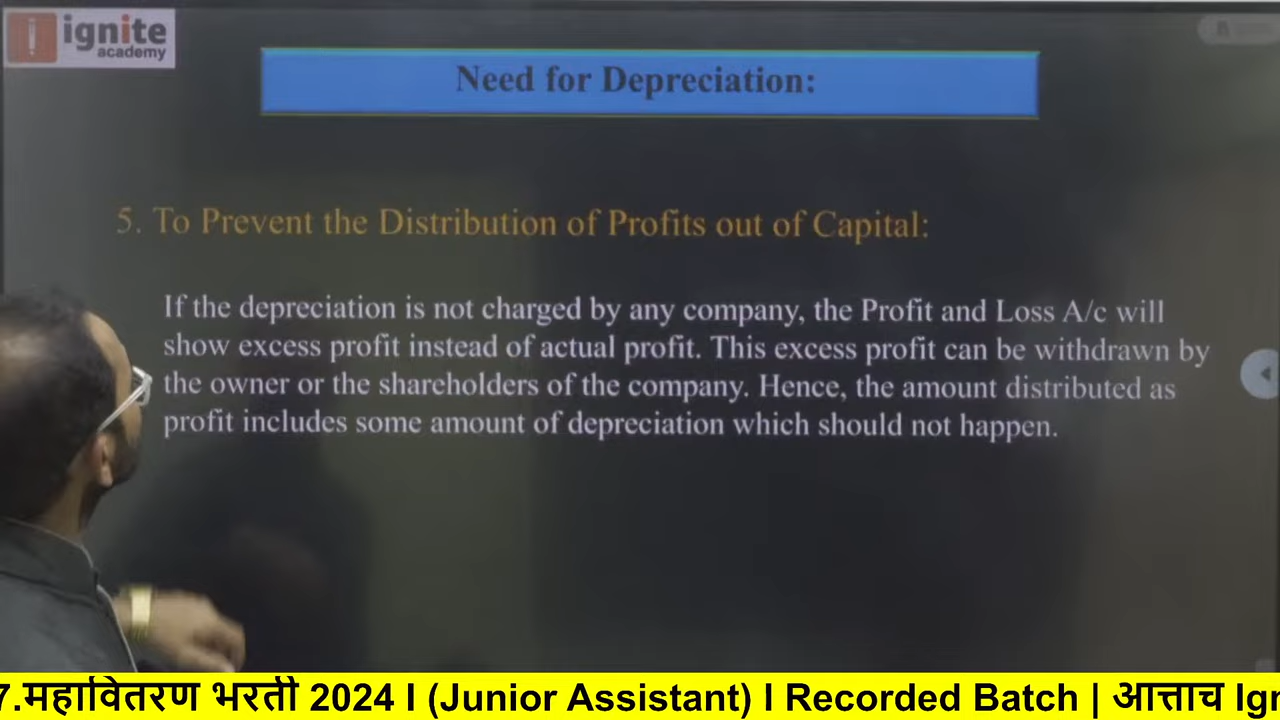 ignite
academy
Need for Depreciation:
5. To Prevent the Distribution of Profits out of Capital:
If the depreciation is not charged by any company, the Profit and Loss A/c will
show excess profit instead of actual profit. This excess profit can be withdrawn by
the owner or the shareholders of the company. Hence, the amount distributed as
profit includes some amount of depreciation which should not happen.
7.महावितरण भरती 2024 I (Junior Assistant) I Recorded Batch | आत्ताच Ign